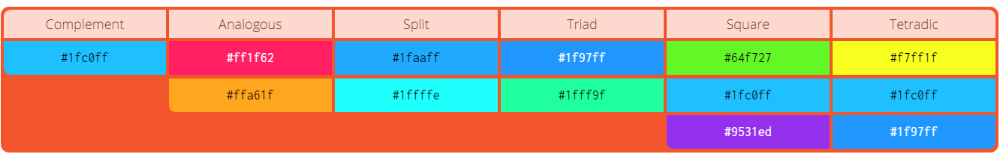 Complement Analogous Split Triad Square Tetradic
#1fc0ff #ff1f62 #1faaff #1f97ff #64f727 #f7ff1f
#ffa61f #1ffffe #1fff9f #1fc0ff #1fc0ff
#9531ed #1f97ff